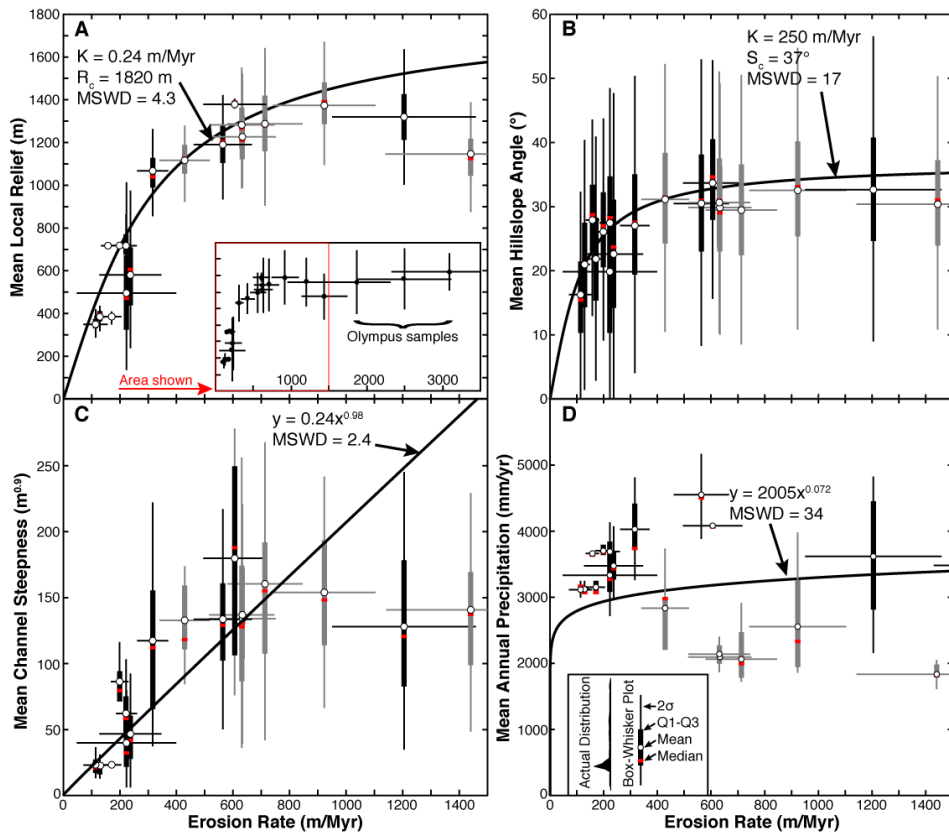 A
K = 0.24 m/Myr
R_c = 1820 m
MSWD = 4.3
1800
1600
1400
1200
1000
800
600
400
200
0
Mean Local Relief (m)
Olympus samples
Area shown
1000
2000
3000
B
K = 250 m/Myr
S_c = 37°
MSWD = 17
60
50
40
30
20
10
0
Mean Hillslope Angle (°)
C
y = 0.24x^0.98
MSWD = 2.4
250
200
150
100
50
0
Mean Channel Steepness (m^0.9)
0 200 400 600 800 1000 1200 1400
Erosion Rate (m/Myr)
D
y = 2005x^0.072
MSWD = 34
5000
4000
3000
2000
1000
0
Mean Annual Precipitation (mm/yr)
Actual Distribution
Box-Whisker Plot
2σ
Q1-Q3
Mean
Median
0 200 400 600 800 1000 1200 1400
Erosion Rate (m/Myr)